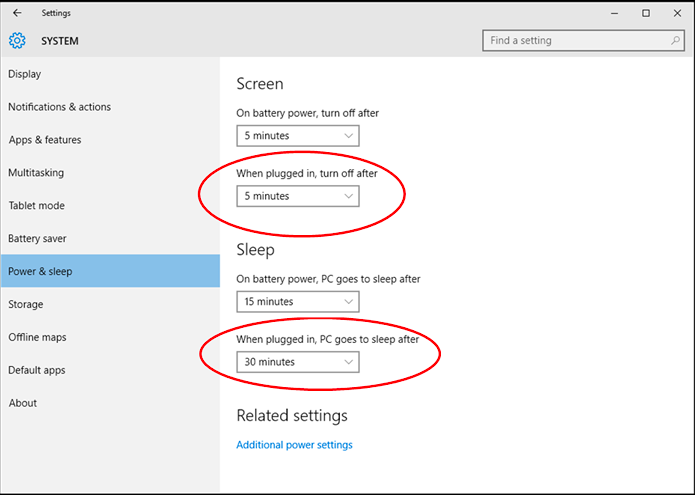 Settings
SYSTEM
Find a setting
Display
Notifications & actions
Apps & features
Multitasking
Tablet mode
Battery saver
Power & sleep
Storage
Offline maps
Default apps
About
Screen
On battery power, turn off after
5 minutes
When plugged in, turn off after
5 minutes
Sleep
On battery power, PC goes to sleep after
15 minutes
When plugged in, PC goes to sleep after
30 minutes
Related settings
Additional power settings